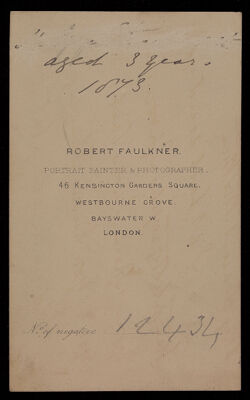 aged 3 years.
1873.
ROBERT FAULKNER.
PORTRAIT PAINTER & PHOTOGRAPHER.
46 KENSINGTON GARDENS SQUARE.
WESTBOURNE GROVE
BAYSWATER W.
LONDON.
No. of negative 12434